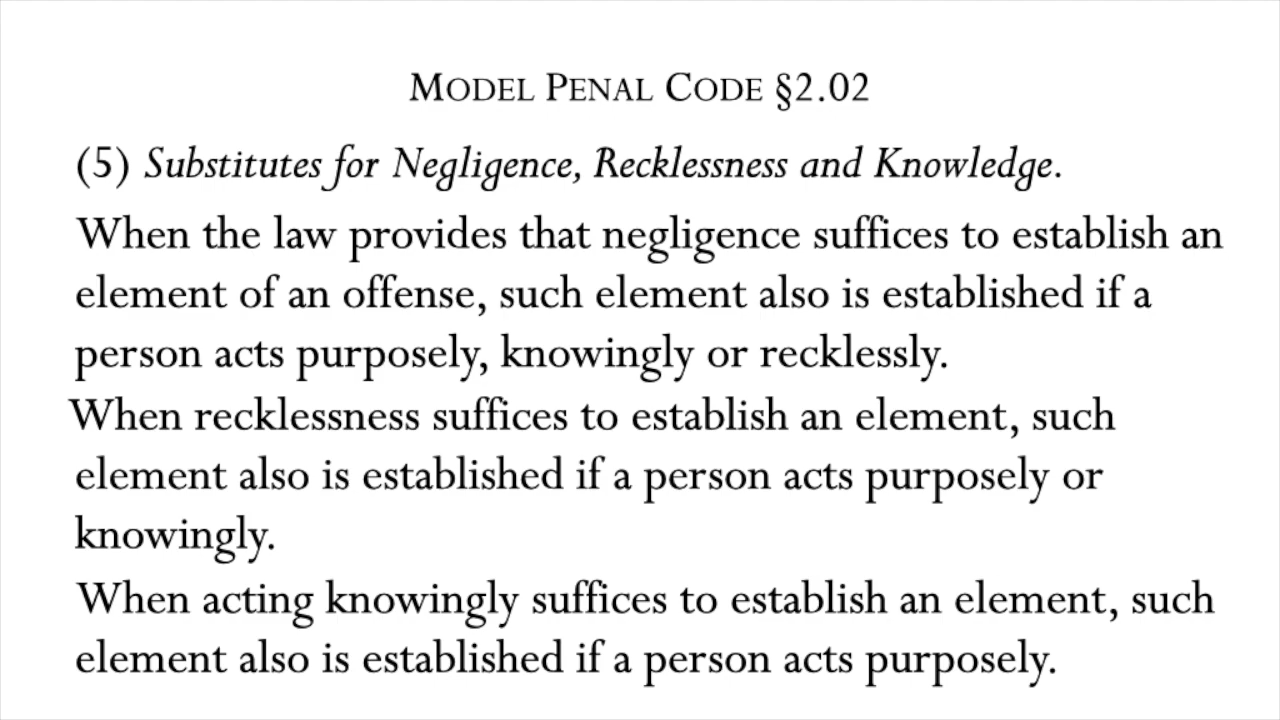 MODEL PENAL CODE §2.02
(5) Substitutes for Negligence, Recklessness and Knowledge.
When the law provides that negligence suffices to establish an
element of an offense, such element also is established if a
person acts purposely, knowingly or recklessly.
When recklessness suffices to establish an element, such
element also is established if a person acts purposely or
knowingly.
When acting knowingly suffices to establish an element, such
element also is established if a person acts purposely.